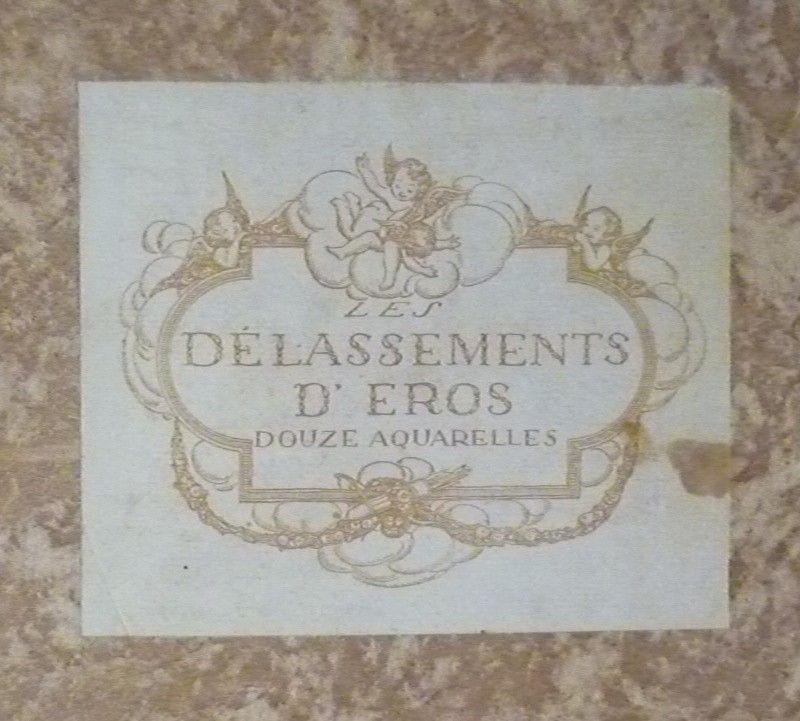 LES
DÉLASSEMENTS
D' EROS
DOUZE AQUARELLES